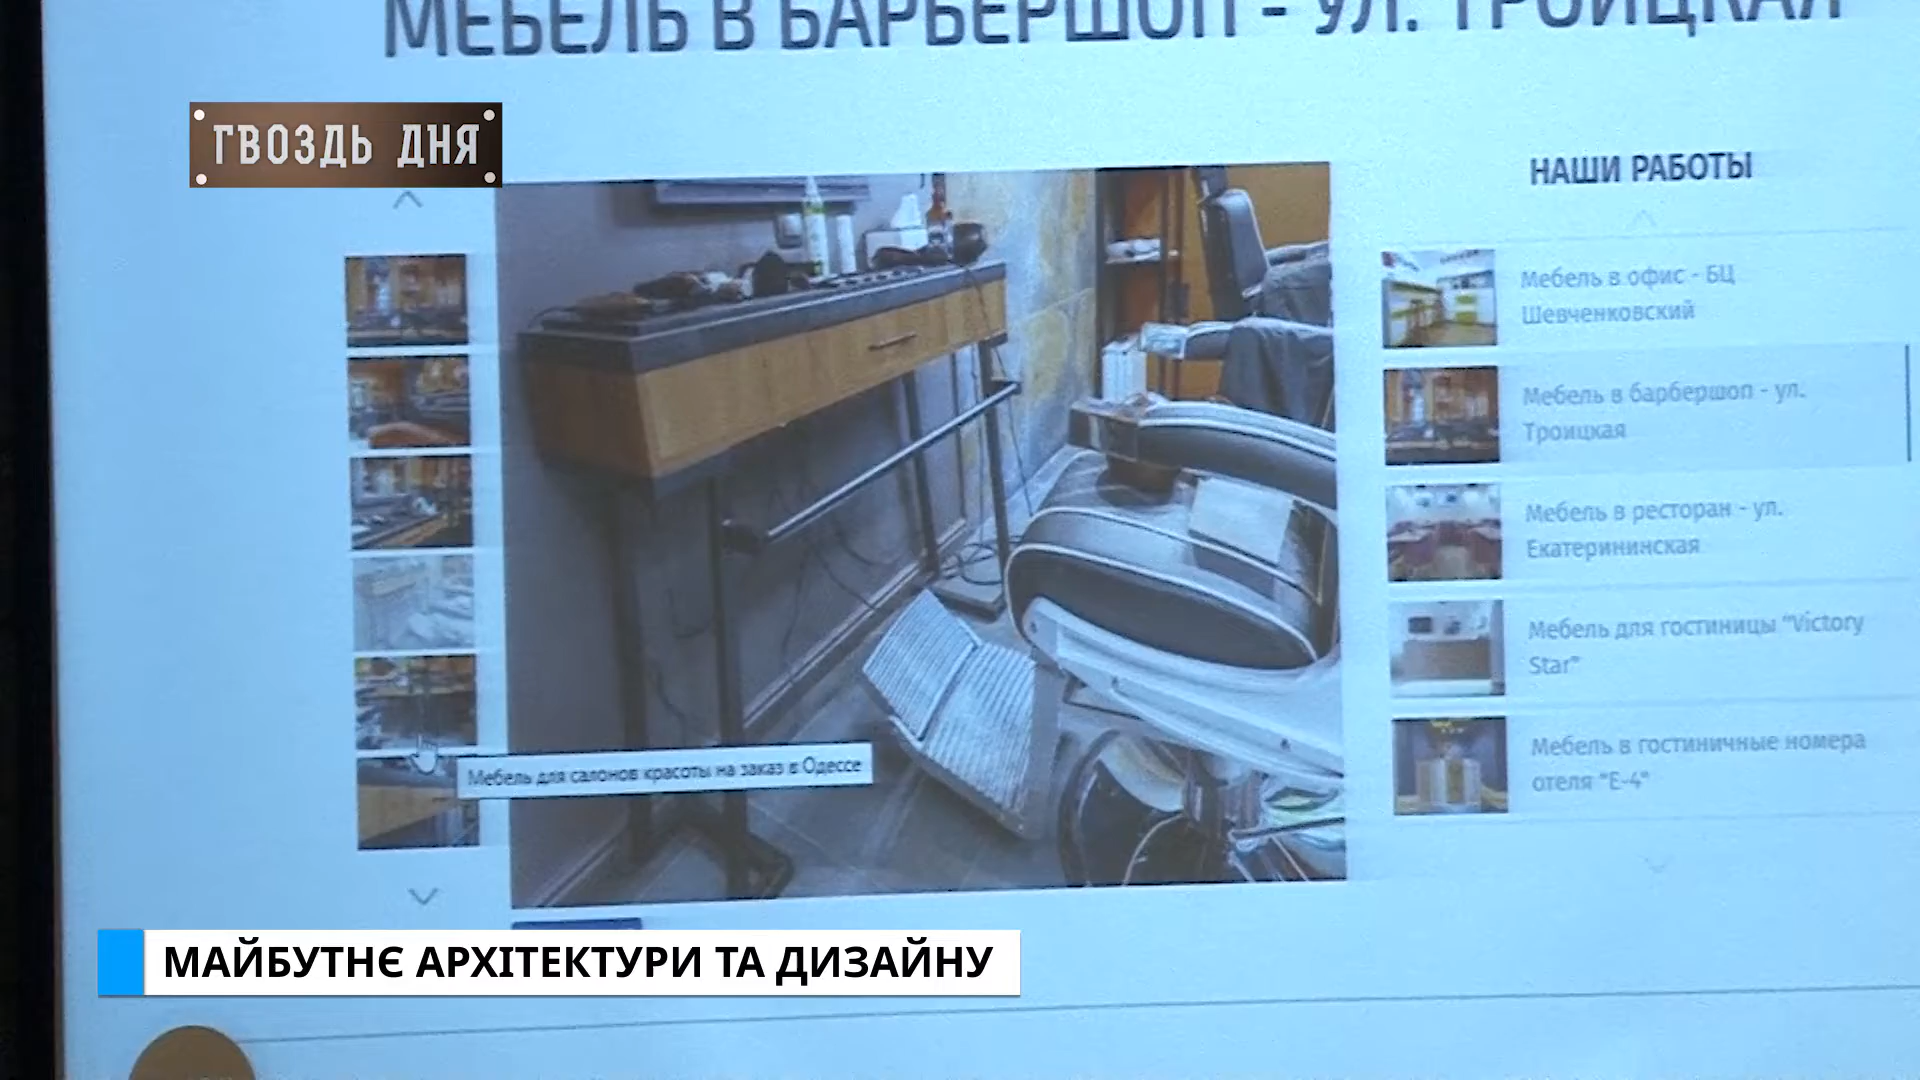 МЕБЕЛЬ В БАРБЕРШОП - УЛ. ТРОИЦКАЯ
ГВОЗДЬ ДНЯ
НАШИ РАБОТЫ
Мебель в офис - БЦ
Шевченковский
Мебель в барбершоп - ул.
Троицкая
Мебель в ресторан - ул.
Екатерининская
Мебель для гостиницы "Victory
Star"
Мебель в гостиничные номера
отеля "Е-4"
Мебель для салонов красоты на заказ в Одессе
МАЙБУТНЄ АРХІТЕКТУРИ ТА ДИЗАЙНУ